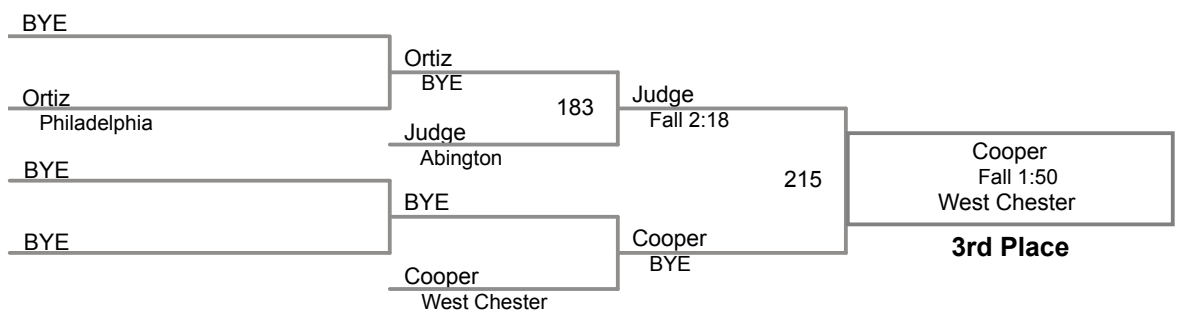 BYE
Ortiz
Philadelphia
BYE
BYE
Ortiz
BYE
183
Judge
Abington
BYE
Cooper
West Chester
Judge
Fall 2:18
215
Cooper
BYE
Cooper
Fall 1:50
West Chester
3rd Place